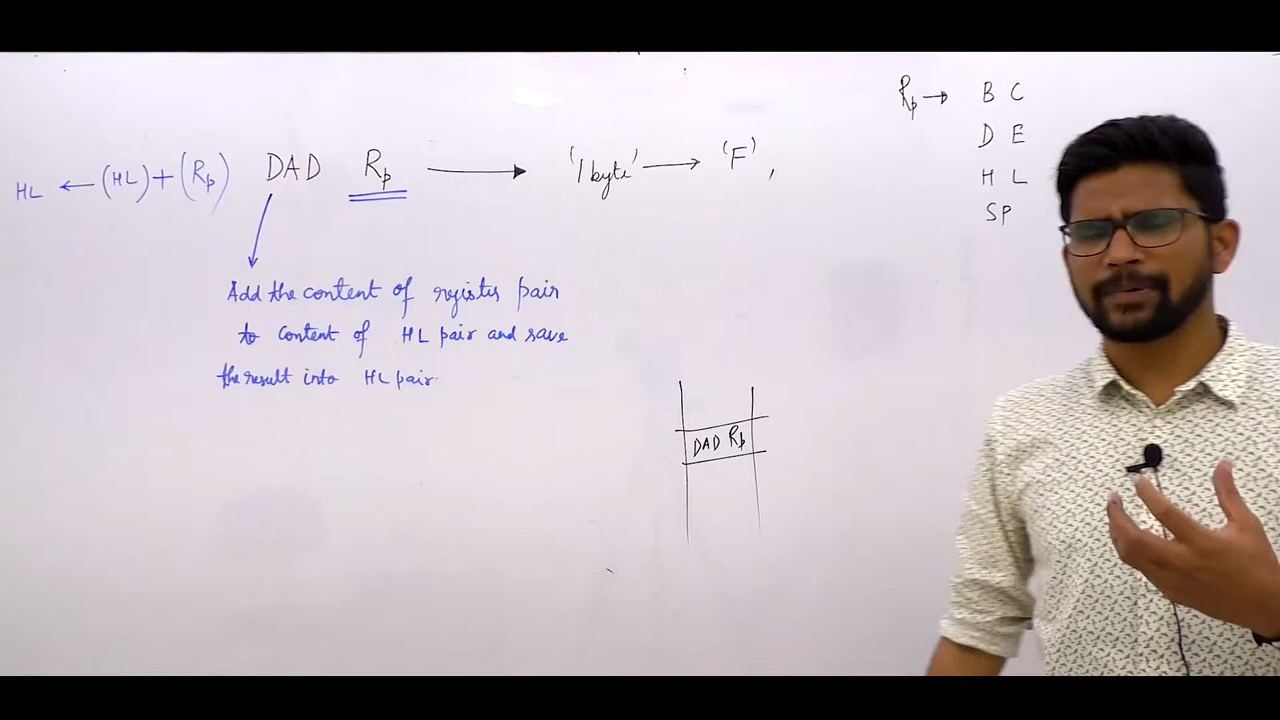 HL ← (HL) + (Rp) DAD Rp → '1 byte' → 'F',
Add the content of register pair
to content of HL pair and save
the result into HL pair.
DAD Rp
Rp → B C
D E
H L
SP